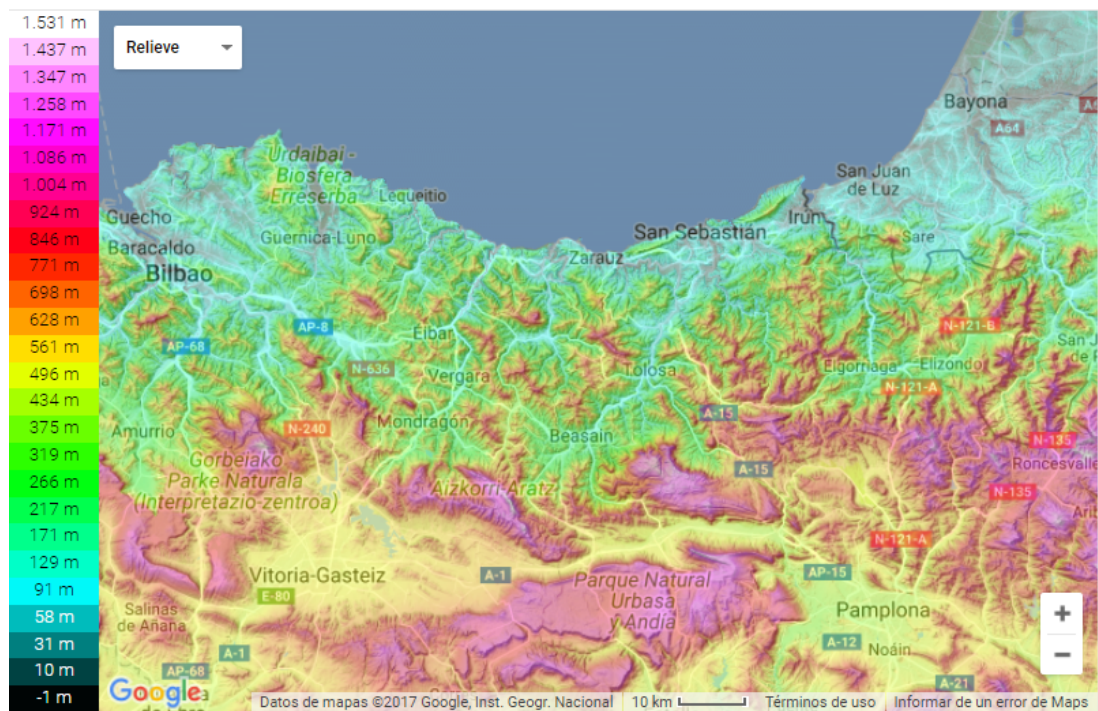 1.531 m
1.437 m
1.347 m
1.258 m
1.171 m
1.086 m
1.004 m
924 m
846 m
771 m
698 m
628 m
561 m
496 m
434 m
375 m
319 m
266 m
217 m
171 m
129 m
91 m
58 m
31 m
10 m
-1 m
Relieve
Bayona
A64
Urdaibai -
Biosfera
Erreserba
Lequeitio
San Juan
de Luz
Guecho
Irún
Guernica-Luno
San Sebastián
Sare
Baracaldo
Zarauz
Bilbao
AP-8
Éibar
N-121-B
AP-68
N-636
Vergara
Tolosa
Elgorriaga
Elizondo
N-121-A
Mondragón
A-15
Amurrio
N-240
Beasain
N-135
Gorbeiako
Parke Naturala
(Interpretazio-zentroa)
A-15
Roncesvalle
Aizkorri-Aratz
N-135
N-121-A
Vitoria-Gasteiz
A-1
Parque Natural
Urbasa
y Andía
AP-15
E-80
Salinas
de Añana
Pamplona
A-12
Noáin
A-1
AP-68
A-21
+
−
Google
Datos de mapas ©2017 Google, Inst. Geogr. Nacional
10 km
Términos de uso
Informar de un error de Maps